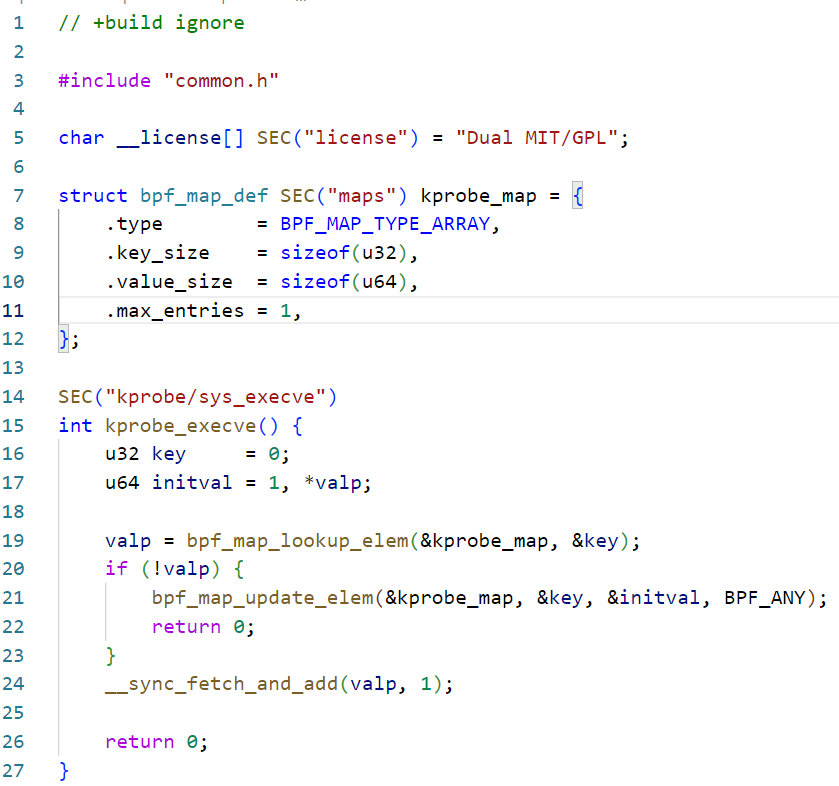 1 // +build ignore
2
3 #include "common.h"
4
5 char __license[] SEC("license") = "Dual MIT/GPL";
6
7 struct bpf_map_def SEC("maps") kprobe_map = {
8     .type        = BPF_MAP_TYPE_ARRAY,
9     .key_size    = sizeof(u32),
10     .value_size  = sizeof(u64),
11     .max_entries = 1,
12 };
13
14 SEC("kprobe/sys_execve")
15 int kprobe_execve() {
16     u32 key     = 0;
17     u64 initval = 1, *valp;
18
19     valp = bpf_map_lookup_elem(&kprobe_map, &key);
20     if (!valp) {
21         bpf_map_update_elem(&kprobe_map, &key, &initval, BPF_ANY);
22         return 0;
23     }
24     __sync_fetch_and_add(valp, 1);
25
26     return 0;
27 }